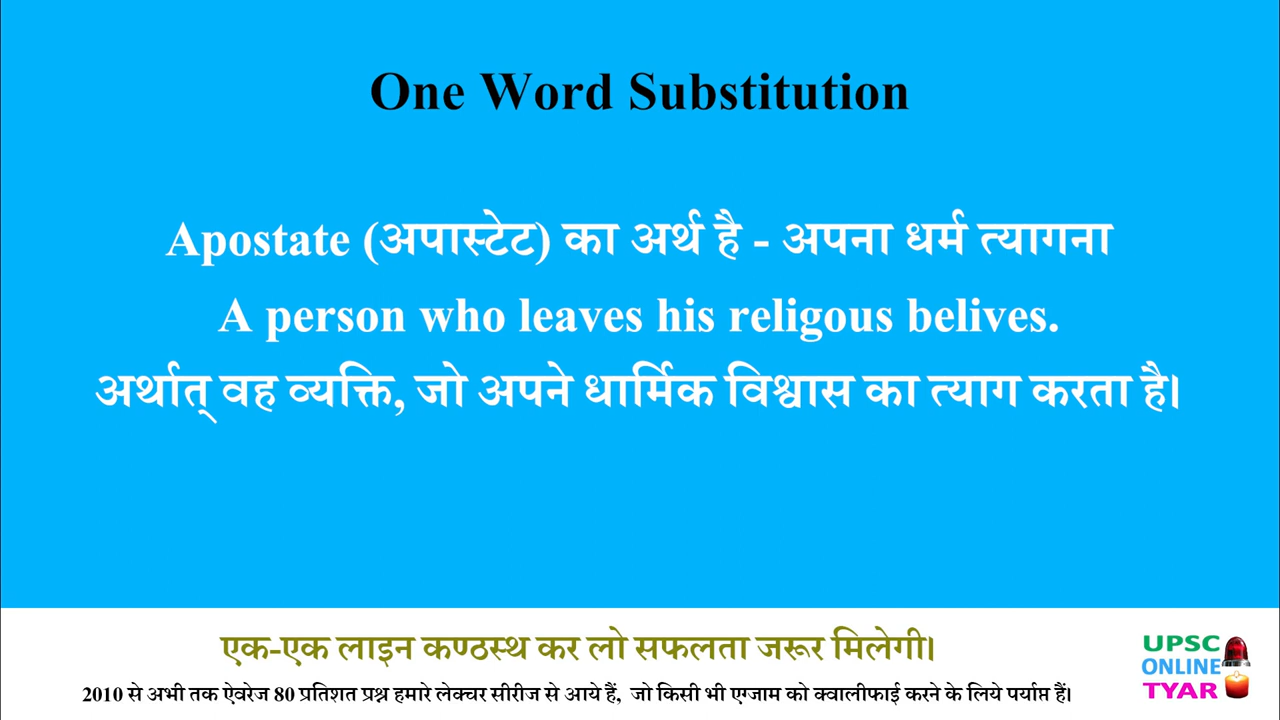 One Word Substitution
Apostate (अपास्टेट) का अर्थ है - अपना धर्म त्यागना
A person who leaves his religous belives.
अर्थात् वह व्यक्ति, जो अपने धार्मिक विश्वास का त्याग करता है।
एक-एक लाइन कण्ठस्थ कर लो सफलता जरूर मिलेगी।
2010 से अभी तक ऐवरेज 80 प्रतिशत प्रश्न हमारे लेक्चर सीरीज से आये हैं, जो किसी भी एग्जाम को क्वालीफाई करने के लिये पर्याप्त हैं।
UPSC
ONLINE
TYAR